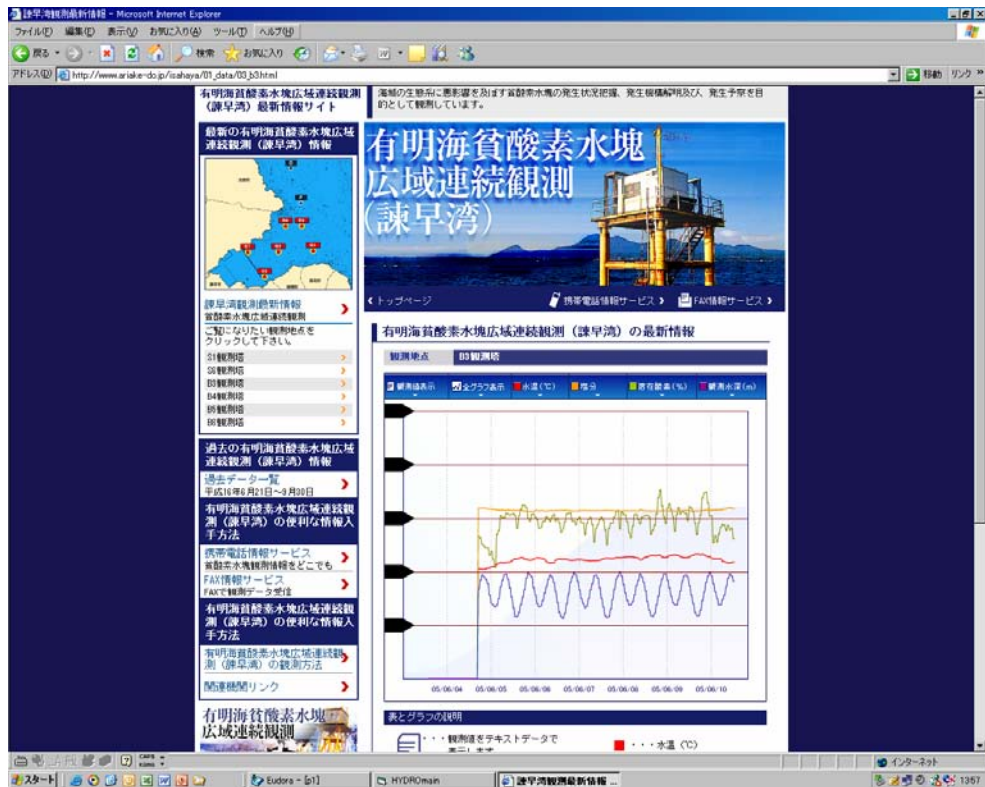 諫早湾観測最新情報 - Microsoft Internet Explorer
ファイル(F) 編集(E) 表示(V) お気に入り(A) ツール(T) ヘルプ(H)
戻る 検索 お気に入り
アドレス(D) http://www.ariake-do.jp/isahaya/01_data/03_b3.html 移動 リンク »
有明海貧酸素水塊広域連続観測
(諫早湾)最新情報サイト
海域の生態系に悪影響を及ぼす貧酸素水塊の発生状況把握、発生機構解明及び、発生予察を目
的として観測しています。
最新の有明海貧酸素水塊広域
連続観測(諫早湾)情報
有明海貧酸素水塊
広域連続観測
(諫早湾)
諫早湾観測最新情報
貧酸素水塊広域連続観測
ご覧になりたい観測地点を
クリックして下さい。
S1観測塔
S6観測塔
B3観測塔
B4観測塔
B5観測塔
B6観測塔
過去の有明海貧酸素水塊広域
連続観測(諫早湾)情報
過去データ一覧
平成16年6月21日~9月30日
有明海貧酸素水塊広域連続観
測(諫早湾)の便利な情報入
手方法
携帯電話情報サービス
貧酸素水塊観測情報をどこでも
FAX情報サービス
FAXで観測データ受信
有明海貧酸素水塊広域連続観
測(諫早湾)の便利な情報入
手方法
有明海貧酸素水塊広域連続観
測(諫早湾)の観測方法
関連機関リンク
有明海貧酸素水塊
広域連続観測
トップページ 携帯電話情報サービス FAX情報サービス
有明海貧酸素水塊広域連続観測(諫早湾)の最新情報
観測地点 B3観測塔
観測値表示 全グラフ表示 水温(℃) 塩分 溶存酸素(%) 観測水深(m)
05/06/04 05/06/05 05/06/06 05/06/07 05/06/08 05/06/09 05/06/10
表とグラフの説明
・・・観測値をテキストデータで
表示します
・・・水温(℃)
インターネット
スタート Eudora - [p1] HYDROmain 諫早湾観測最新情報 ... 1357